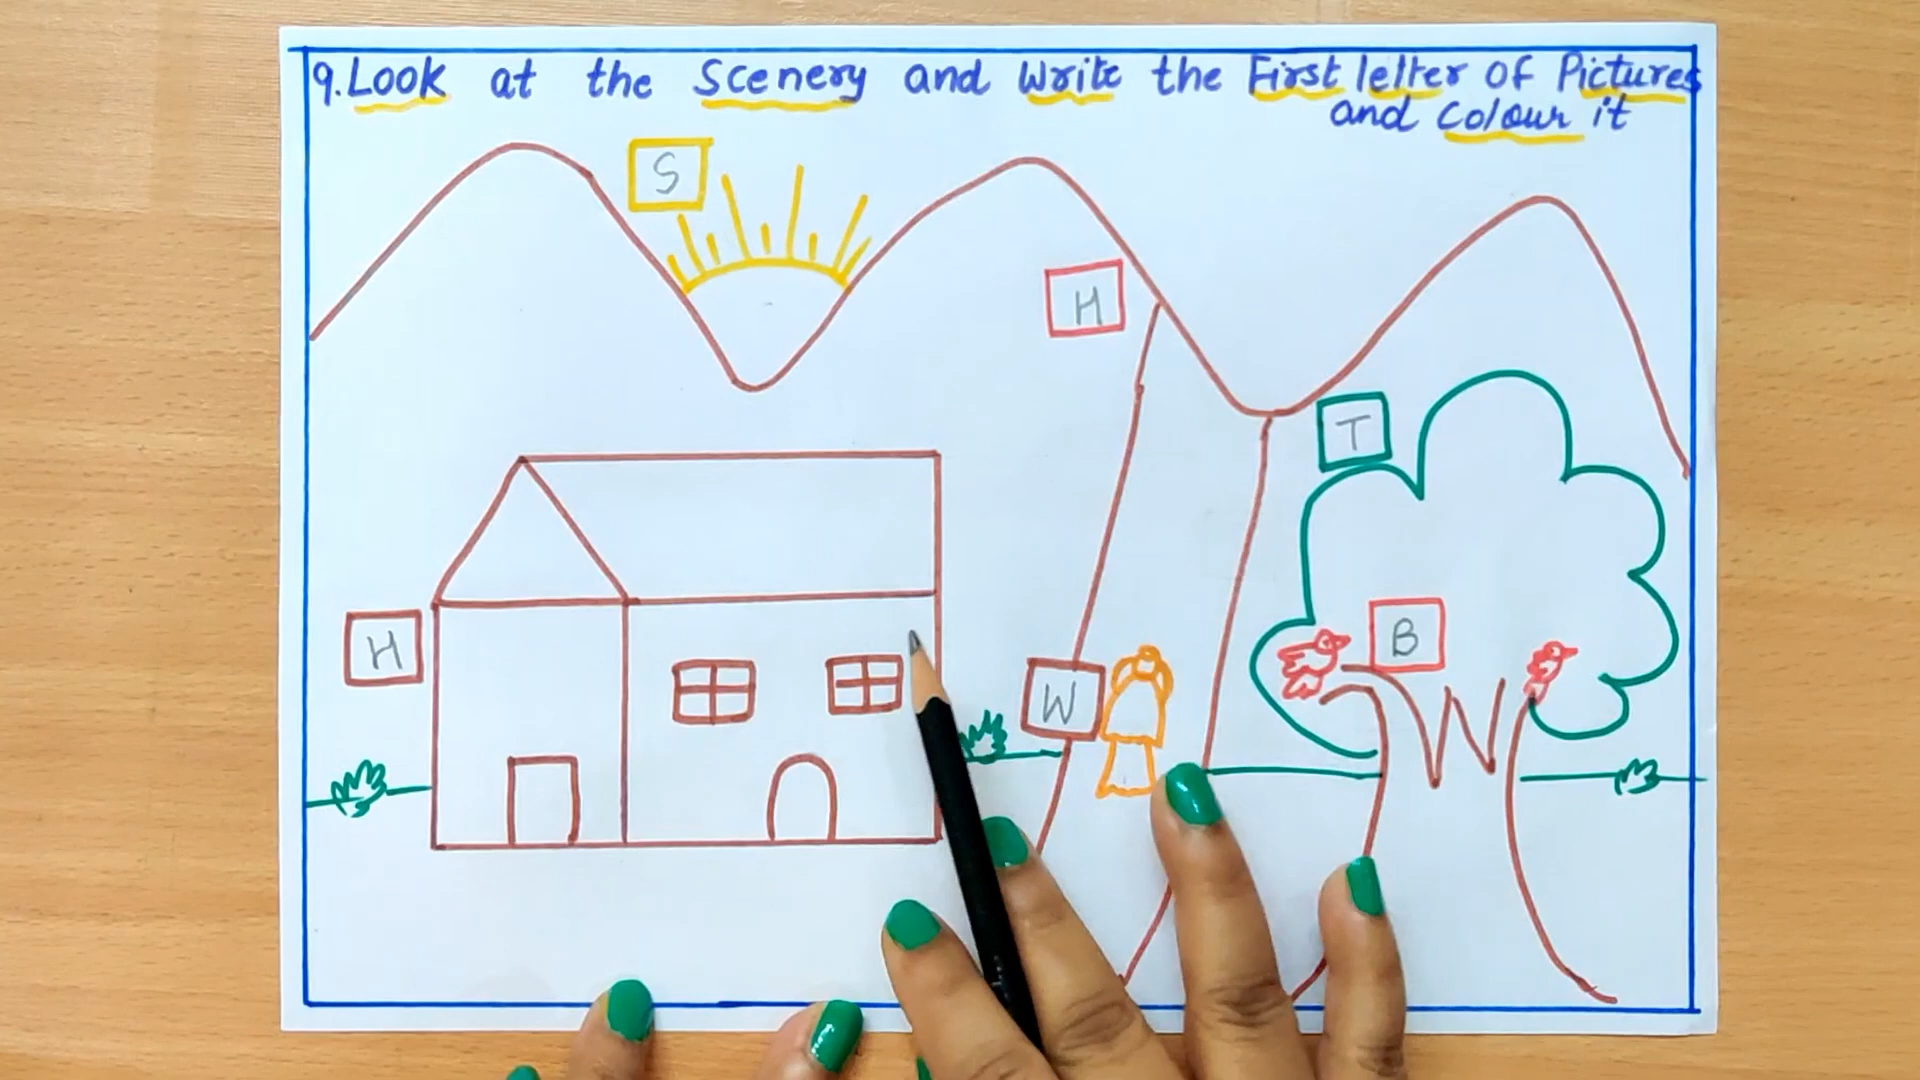 9. Look at the Scenery and Write the First letter of Pictures
and Colour it
S
H
T
B
H
W